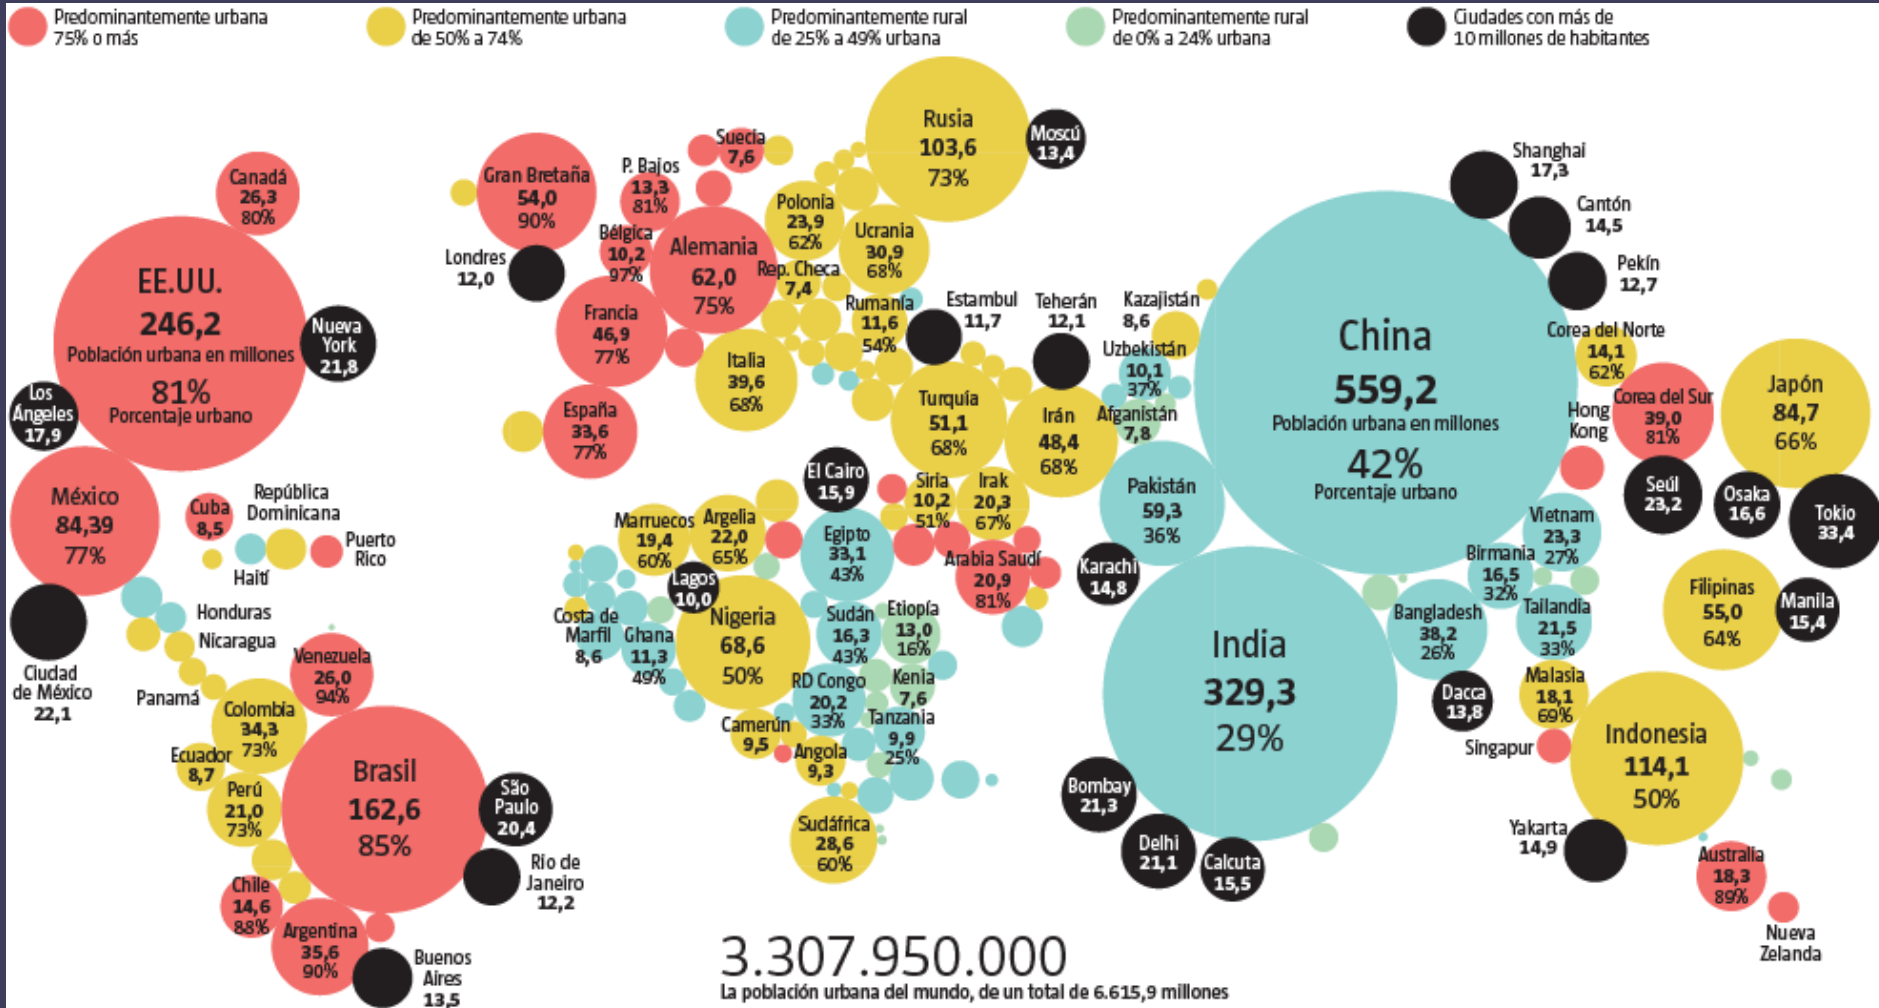 Predominantemente urbana
75% o más
Predominantemente urbana
de 50% a 74%
Predominantemente rural
de 25% a 49% urbana
Predominantemente rural
de 0% a 24% urbana
Ciudades con más de
10 millones de habitantes
Canadá
26,3
80%
EE.UU.
246,2
Población urbana en millones
81%
Porcentaje urbano
Nueva
York
21,8
Los
Ángeles
17,9
México
84,39
77%
Ciudad
de México
22,1
Cuba
8,5
República
Dominicana
Haití
Puerto
Rico
Honduras
Nicaragua
Panamá
Venezuela
26,0
94%
Colombia
34,3
73%
Ecuador
8,7
Perú
21,0
73%
Brasil
162,6
85%
São
Paulo
20,4
Río de
Janeiro
12,2
Chile
14,6
88%
Argentina
35,6
90%
Buenos
Aires
13,5
Gran Bretaña
54,0
90%
Londres
12,0
P. Bajos
13,3
81%
Suecia
7,6
Bélgica
10,2
97%
Alemania
62,0
75%
Francia
46,9
77%
España
33,6
77%
Italia
39,6
68%
Polonia
23,9
62%
Rep. Checa
7,4
Ucrania
30,9
68%
Rumanía
11,6
54%
Rusia
103,6
73%
Moscú
13,4
Estambul
11,7
Turquía
51,1
68%
Teherán
12,1
Irán
48,4
68%
Kazajistán
8,6
Uzbekistán
10,1
37%
Afganistán
7,8
Pakistán
59,3
36%
Karachi
14,8
Siria
10,2
51%
Irak
20,3
67%
Arabia Saudí
20,9
81%
El Cairo
15,9
Egipto
33,1
43%
Marruecos
19,4
60%
Argelia
22,0
65%
Lagos
10,0
Nigeria
68,6
50%
Costa de
Marfil
8,6
Ghana
11,3
49%
Sudán
16,3
43%
Etiopía
13,0
16%
RD Congo
20,2
33%
Kenia
7,6
Tanzania
9,9
25%
Camerún
9,5
Angola
9,3
Sudáfrica
28,6
60%
China
559,2
Población urbana en millones
42%
Porcentaje urbano
Shanghai
17,3
Cantón
14,5
Pekín
12,7
Corea del Norte
14,1
62%
Corea del Sur
39,0
81%
Hong
Kong
Seúl
23,2
Japón
84,7
66%
Osaka
16,6
Tokio
33,4
India
329,3
29%
Bombay
21,3
Delhi
21,1
Calcuta
15,5
Bangladesh
38,2
26%
Dacca
13,8
Birmania
16,5
32%
Vietnam
23,3
27%
Tailandia
21,5
33%
Malasia
18,1
69%
Singapur
Filipinas
55,0
64%
Manila
15,4
Indonesia
114,1
50%
Yakarta
14,9
Australia
18,3
89%
Nueva
Zelanda
3.307.950.000
La población urbana del mundo, de un total de 6.615,9 millones